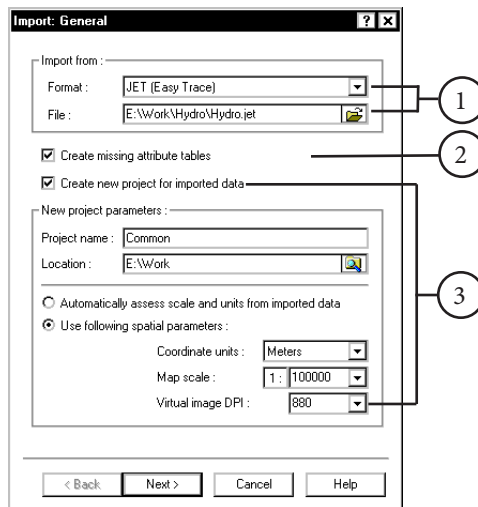 Import: General
Import from :
Format : JET (Easy Trace)
File : E:\Work\Hydro\Hydro.jet
1
Create missing attribute tables
2
Create new project for imported data
New project parameters :
Project name : Common
Location : E:\Work
3
Automatically assess scale and units from imported data
Use following spatial parameters :
Coordinate units : Meters
Map scale : 1 : 100000
Virtual image DPI : 880
< Back Next > Cancel Help